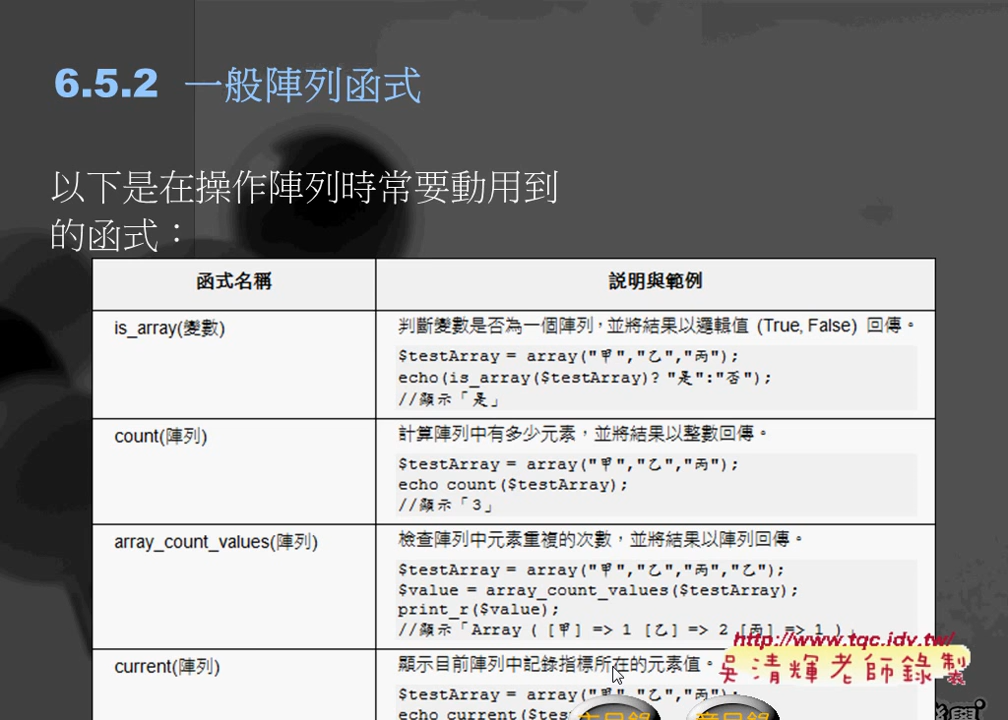 6.5.2 一般陣列函式
以下是在操作陣列時常要動用到
的函式：
函式名稱
說明與範例
is_array(變數)
判斷變數是否為一個陣列，並將結果以邏輯值 (True, False) 回傳。
$testArray = array("甲","乙","丙");
echo(is_array($testArray)? "是":"否");
//顯示「是」
count(陣列)
計算陣列中有多少元素，並將結果以整數回傳。
$testArray = array("甲","乙","丙");
echo count($testArray);
//顯示「3」
array_count_values(陣列)
檢查陣列中元素重複的次數，並將結果以陣列回傳。
$testArray = array("甲","乙","丙","乙");
$value = array_count_values($testArray);
print_r($value);
//顯示「Array ( [甲] => 1 [乙] => 2 [丙] => 1 )」
http://www.tqc.idv.tw/
吳清輝老師錄製
current(陣列)
顯示目前陣列中記錄指標所在的元素值。
$testArray = array("甲","乙","丙");
echo current($tes